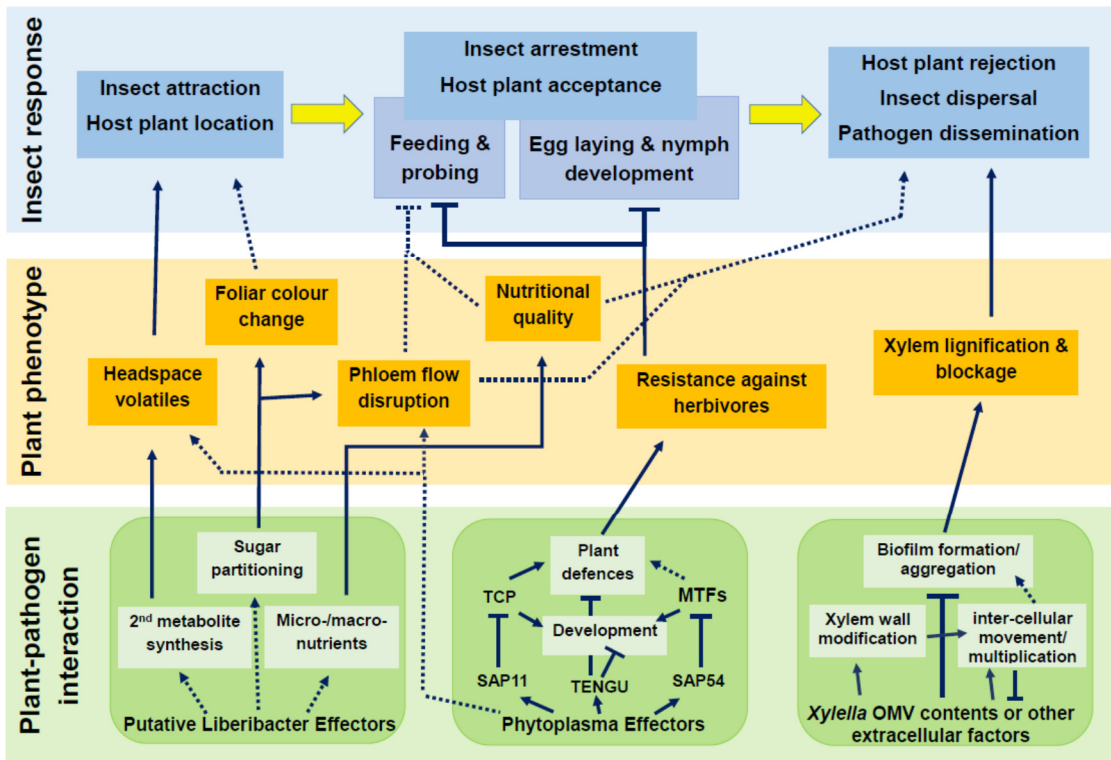 Insect response
Insect attraction
Host plant location
Insect arrestment
Host plant acceptance
Feeding &
probing
Egg laying & nymph
development
Host plant rejection
Insect dispersal
Pathogen dissemination
Plant phenotype
Foliar colour
change
Nutritional
quality
Headspace
volatiles
Phloem flow
disruption
Resistance against
herbivores
Xylem lignification &
blockage
Plant-pathogen
interaction
Sugar
partitioning
2nd metabolite
synthesis
Micro-/macro-
nutrients
Putative Liberibacter Effectors
Plant
defences
TCP
MTFs
Development
SAP11
TENGU
SAP54
Phytoplasma Effectors
Biofilm formation/
aggregation
Xylem wall
modification
inter-cellular
movement/
multiplication
Xylella OMV contents or other
extracellular factors